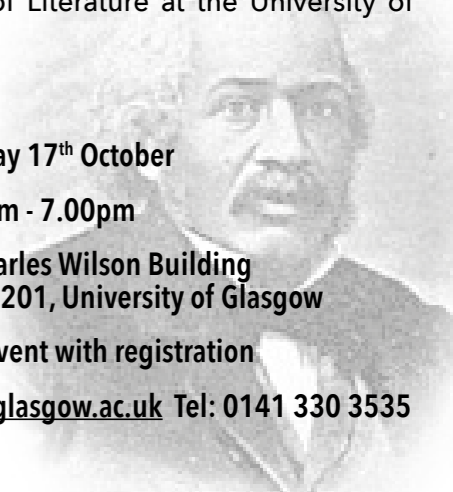 of Literature at the University of
ay 17th October
m - 7.00pm
arles Wilson Building
201, University of Glasgow
vent with registration
glasgow.ac.uk Tel: 0141 330 3535